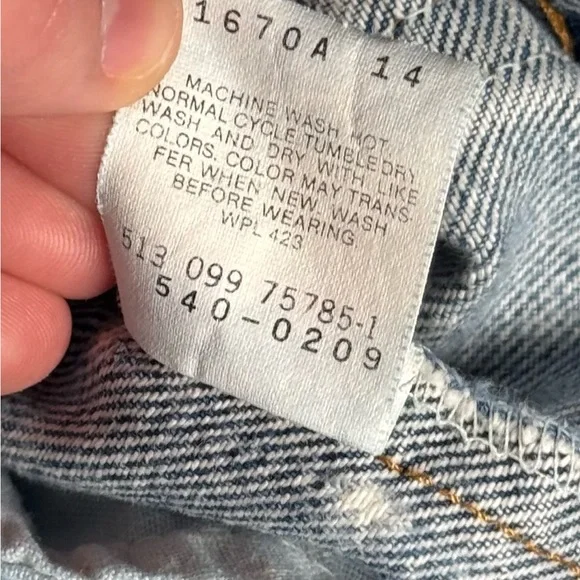 1670A 14
MACHINE WASH HOT
NORMAL CYCLE, TUMBLE DRY
WASH AND DRY WITH LIKE
COLORS. COLOR MAY TRANS-
FER WHEN NEW, WASH
BEFORE WEARING
WPL 423
513 099 75785-1
540-0209